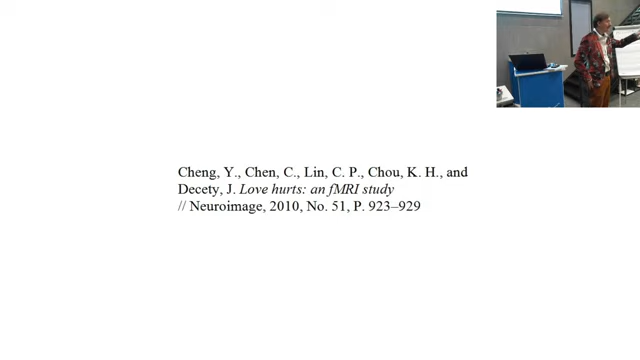 Cheng, Y., Chen, C., Lin, C. P., Chou, K. H., and
Decety, J. Love hurts: an fMRI study
// Neuroimage, 2010, No. 51, P. 923–929